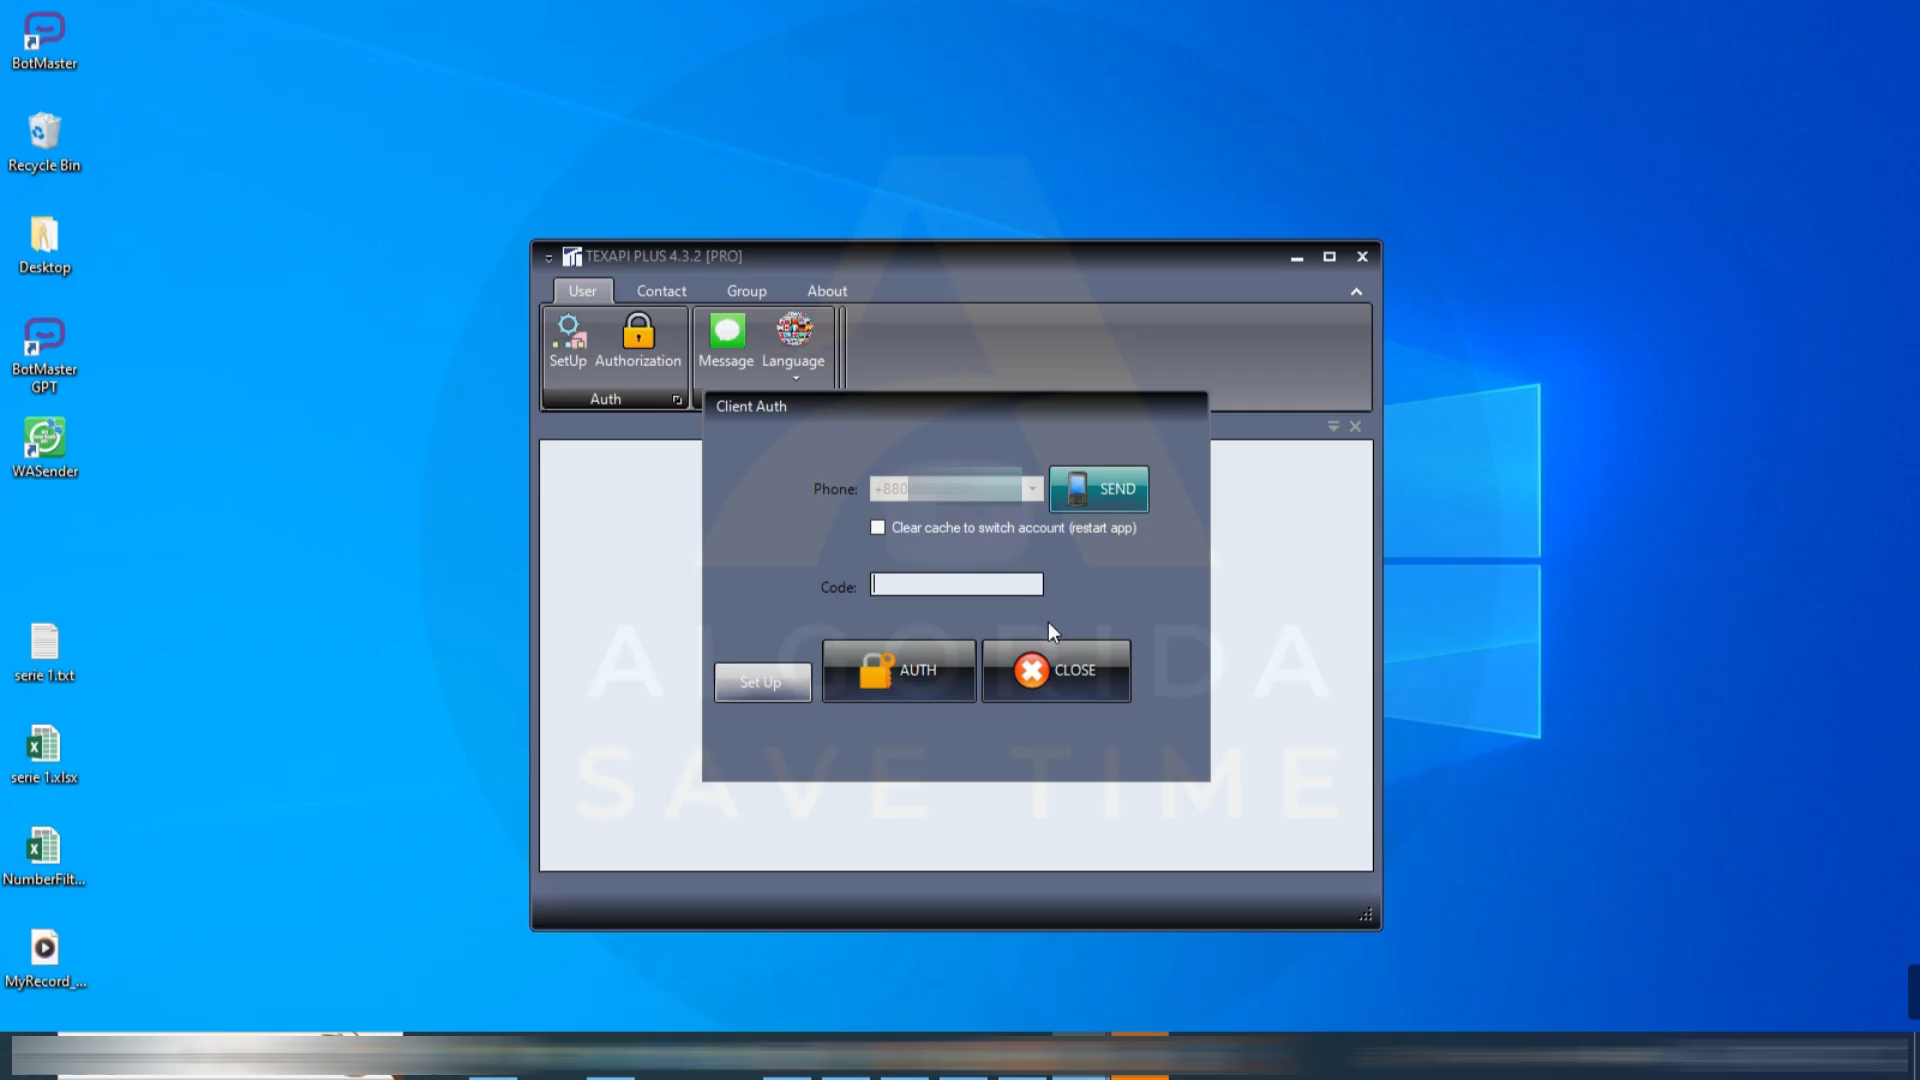 BotMaster
Recycle Bin
Desktop
BotMaster
GPT
WASender
serie 1.txt
serie 1.xlsx
NumberFilt...
MyRecord_...
TEXAPI PLUS 4.3.2 [PRO]
User
Contact
Group
About
SetUp
Authorization
Message
Language
Auth
Client Auth
Phone:
+880
SEND
Clear cache to switch account (restart app)
Code:
Set Up
AUTH
CLOSE
ALGORIDA
SAVE TIME